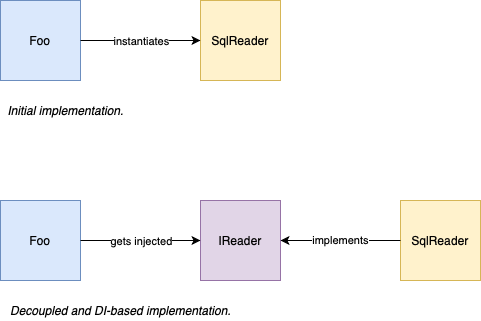 Foo instantiates SqlReader
Initial implementation.
Foo gets injected IReader implements SqlReader
Decoupled and DI-based implementation.